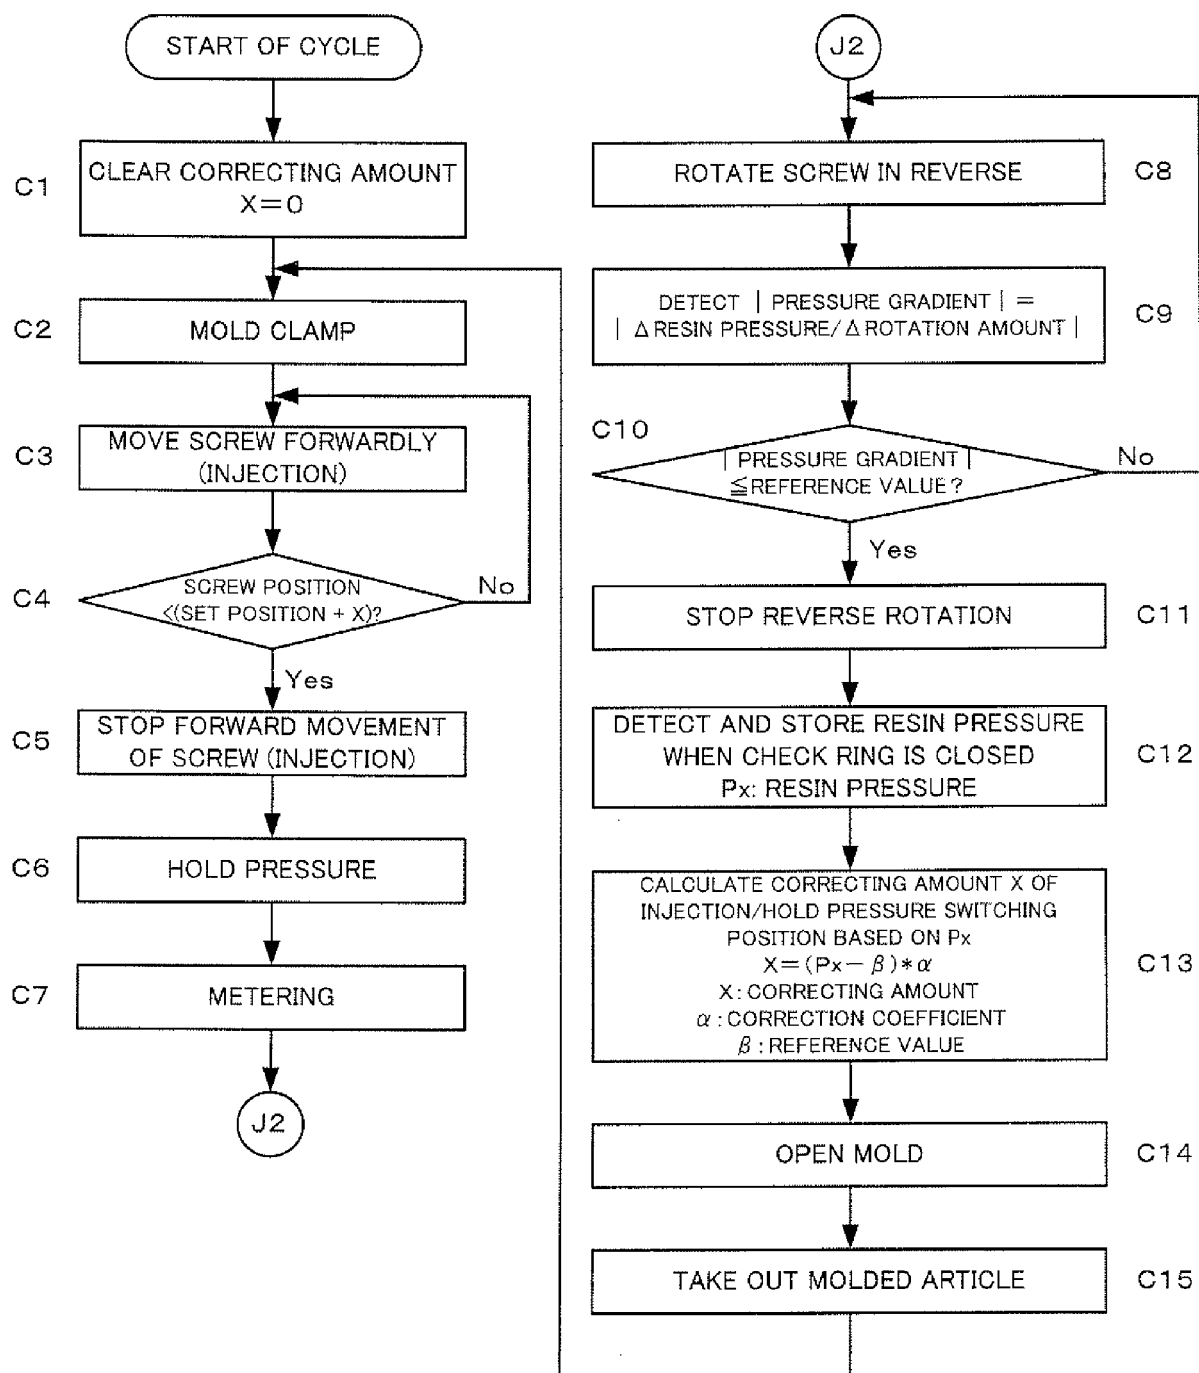 START OF CYCLE
C1
CLEAR CORRECTING AMOUNT
X=0
C2
MOLD CLAMP
C3
MOVE SCREW FORWARDLY
(INJECTION)
C4
SCREW POSITION
<(SET POSITION + X)?
No
Yes
C5
STOP FORWARD MOVEMENT
OF SCREW (INJECTION)
C6
HOLD PRESSURE
C7
METERING
J2
J2
ROTATE SCREW IN REVERSE
C8
DETECT | PRESSURE GRADIENT | =
| Δ RESIN PRESSURE/Δ ROTATION AMOUNT |
C9
C10
| PRESSURE GRADIENT |
≦REFERENCE VALUE?
No
Yes
STOP REVERSE ROTATION
C11
DETECT AND STORE RESIN PRESSURE
WHEN CHECK RING IS CLOSED
Px: RESIN PRESSURE
C12
CALCULATE CORRECTING AMOUNT X OF
INJECTION/HOLD PRESSURE SWITCHING
POSITION BASED ON Px
X=(Px-β)*α
X:CORRECTING AMOUNT
α:CORRECTION COEFFICIENT
β:REFERENCE VALUE
C13
OPEN MOLD
C14
TAKE OUT MOLDED ARTICLE
C15